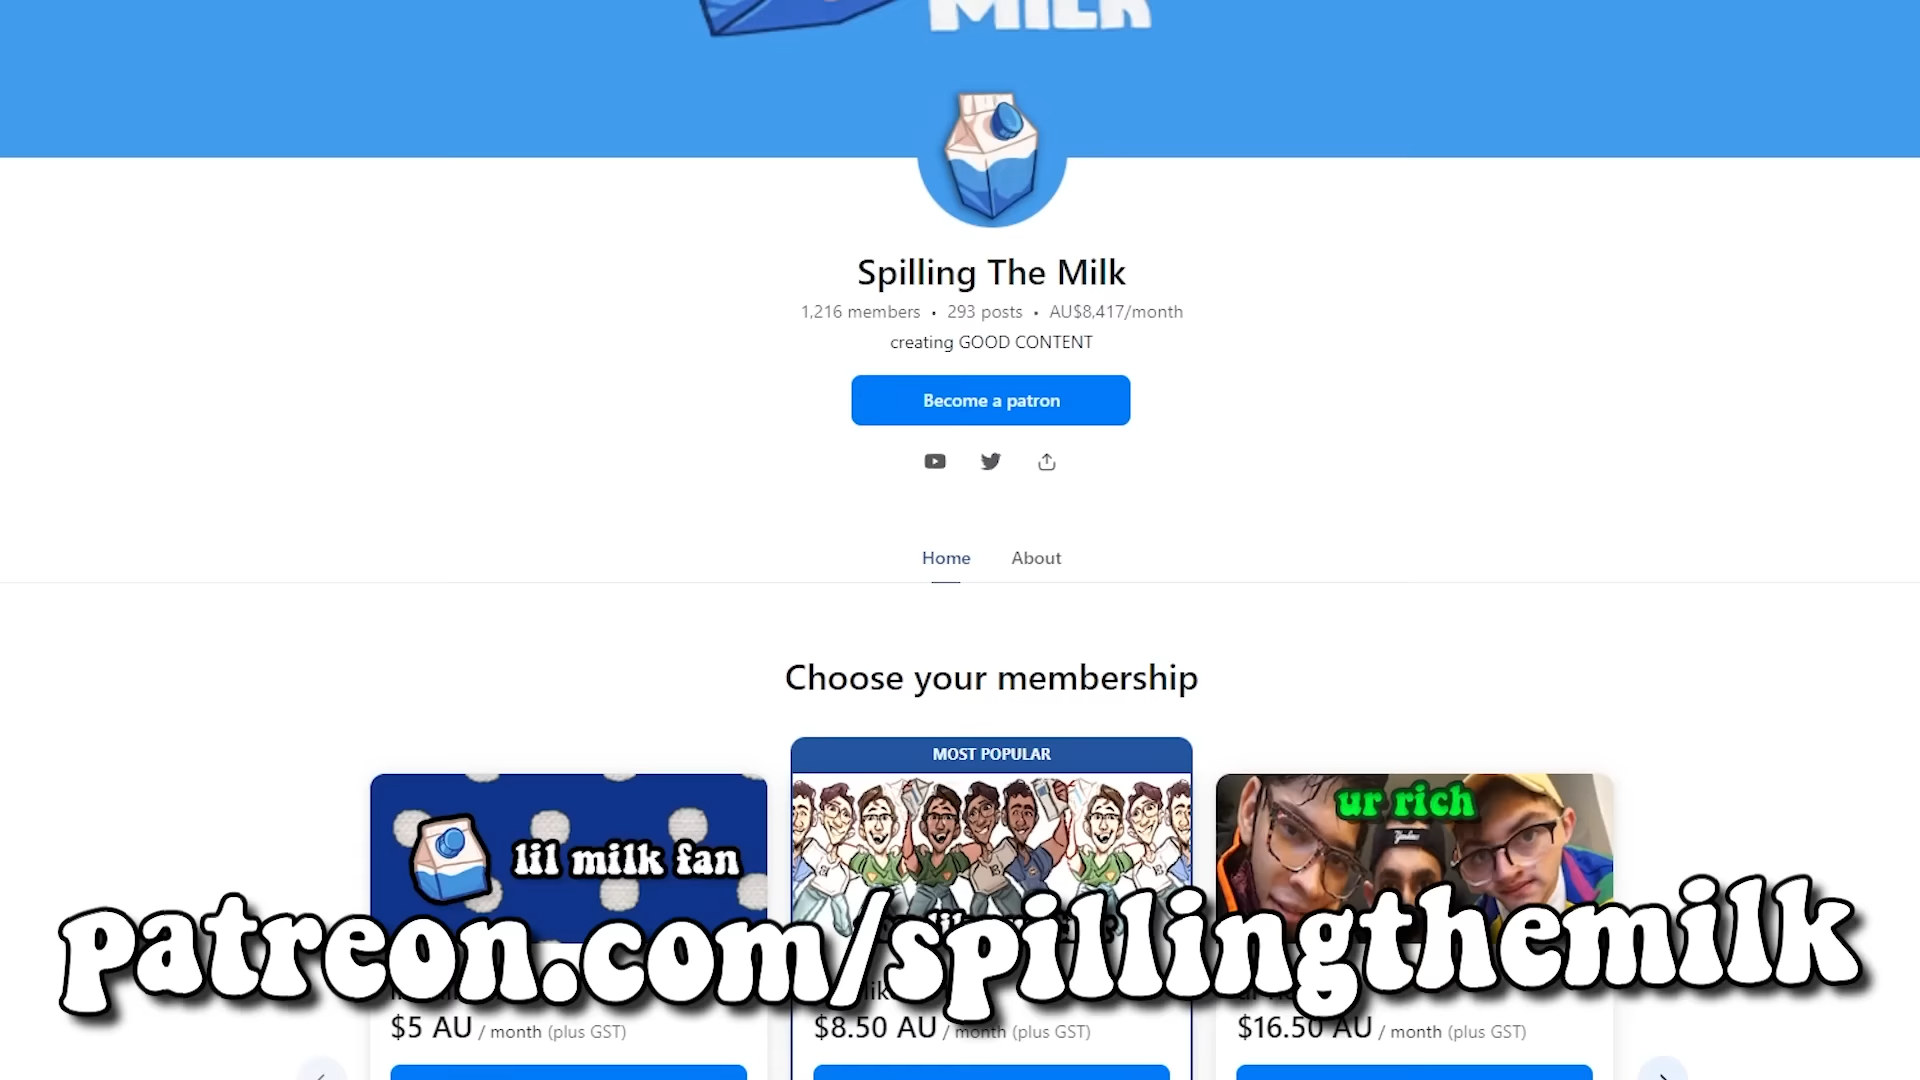 MILK
Spilling The Milk
1,216 members • 293 posts • AU$8,417/month
creating GOOD CONTENT
Become a patron
Home About
Choose your membership
MOST POPULAR
lil milk fan
ur rich
patreon.com/spillingthemilk
$5 AU / month (plus GST)
$8.50 AU / month (plus GST)
$16.50 AU / month (plus GST)